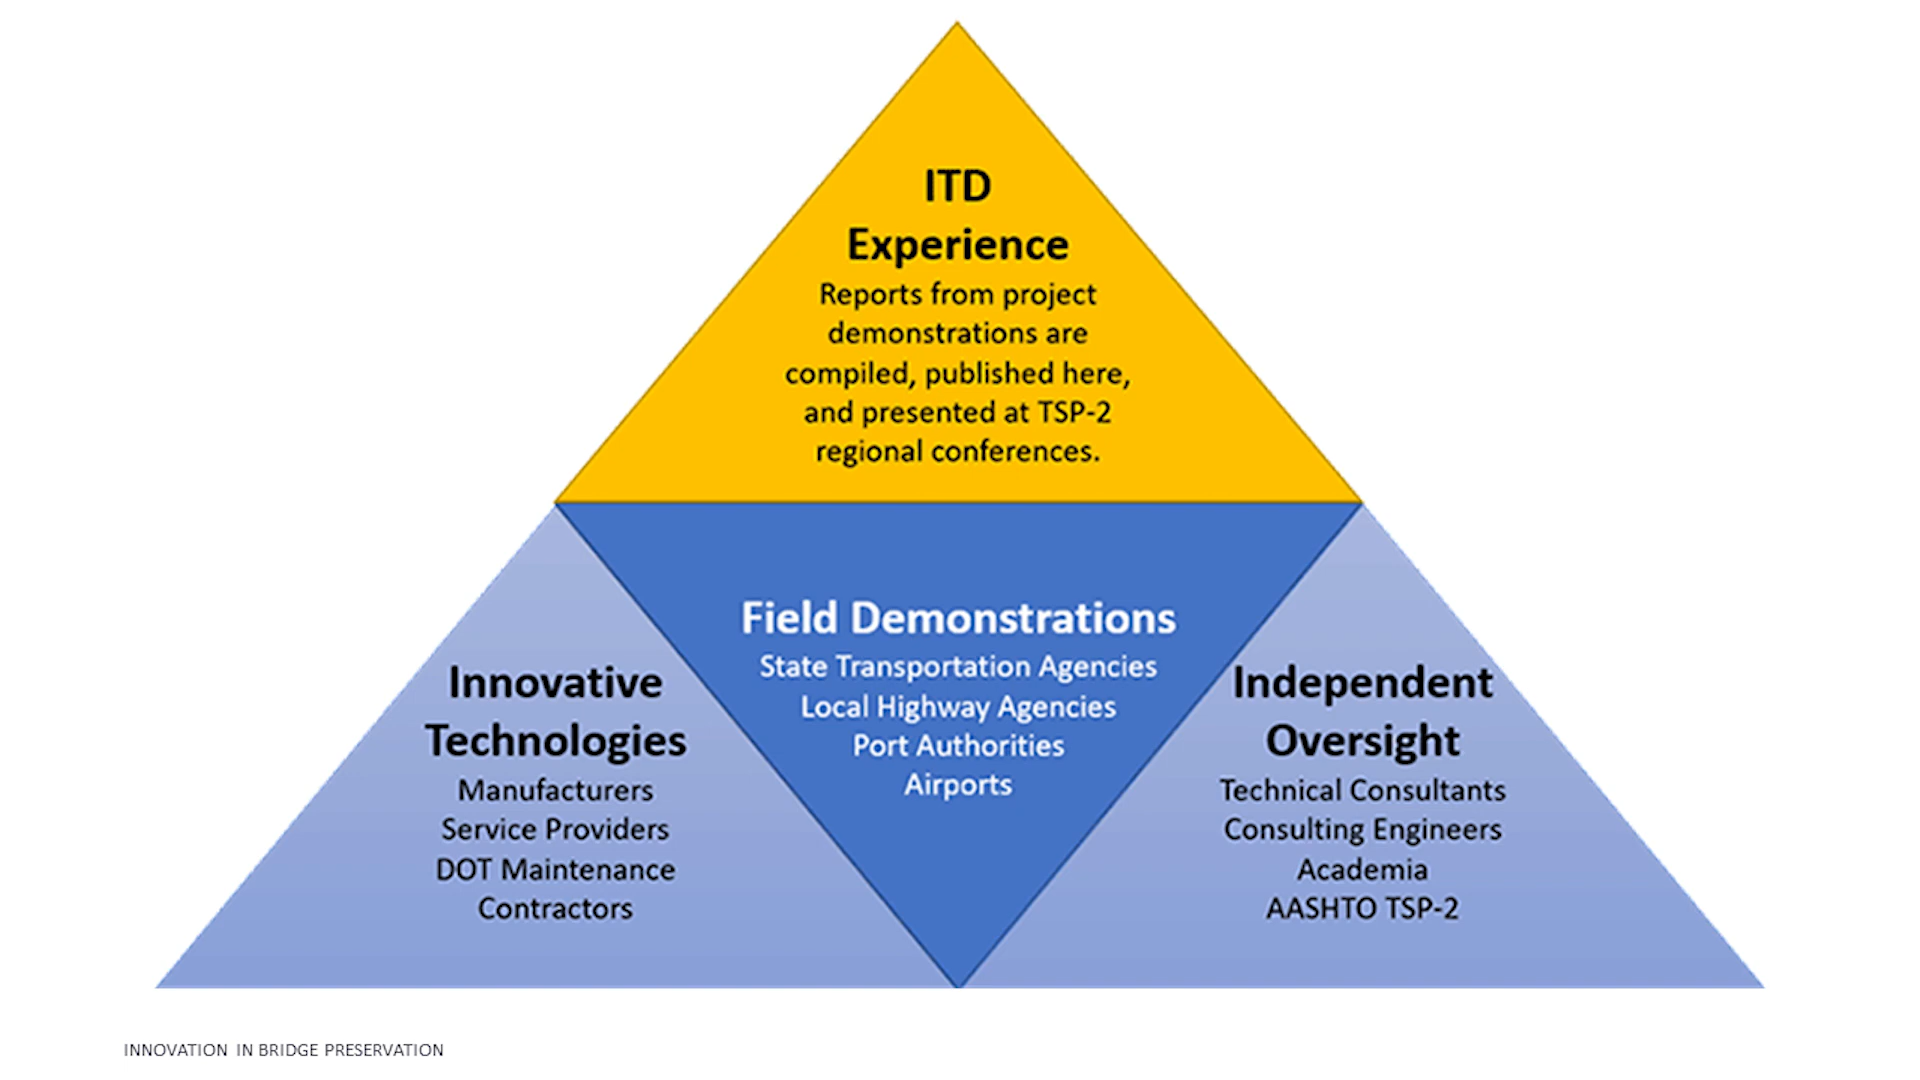 ITD
Experience
Reports from project
demonstrations are
compiled, published here,
and presented at TSP-2
regional conferences.
Field Demonstrations
State Transportation Agencies
Local Highway Agencies
Port Authorities
Airports
Innovative
Technologies
Manufacturers
Service Providers
DOT Maintenance
Contractors
Independent
Oversight
Technical Consultants
Consulting Engineers
Academia
AASHTO TSP-2
INNOVATION IN BRIDGE PRESERVATION